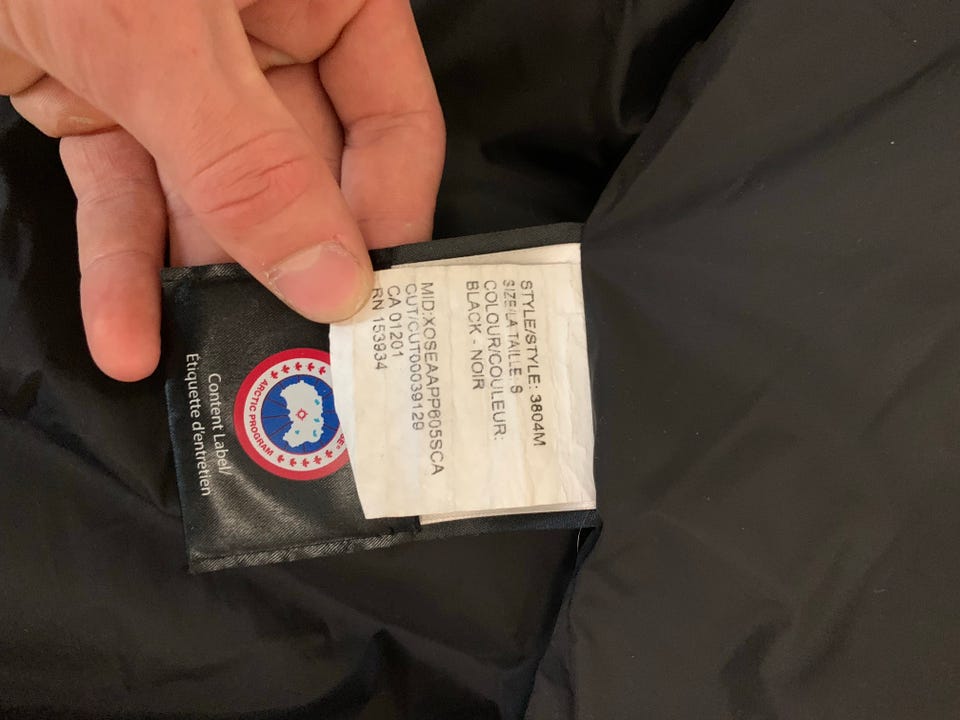 STYLE/STYLE: 3804M
SIZE/LA TAILLE: S
COLOUR/COULEUR:
BLACK - NOIR
MID:XOSEAAPP605SCA
CUT/CUT00039129
CA 01201
RN 153934
ARCTIC PROGRAM
Content Label/
Étiquette d'entretien